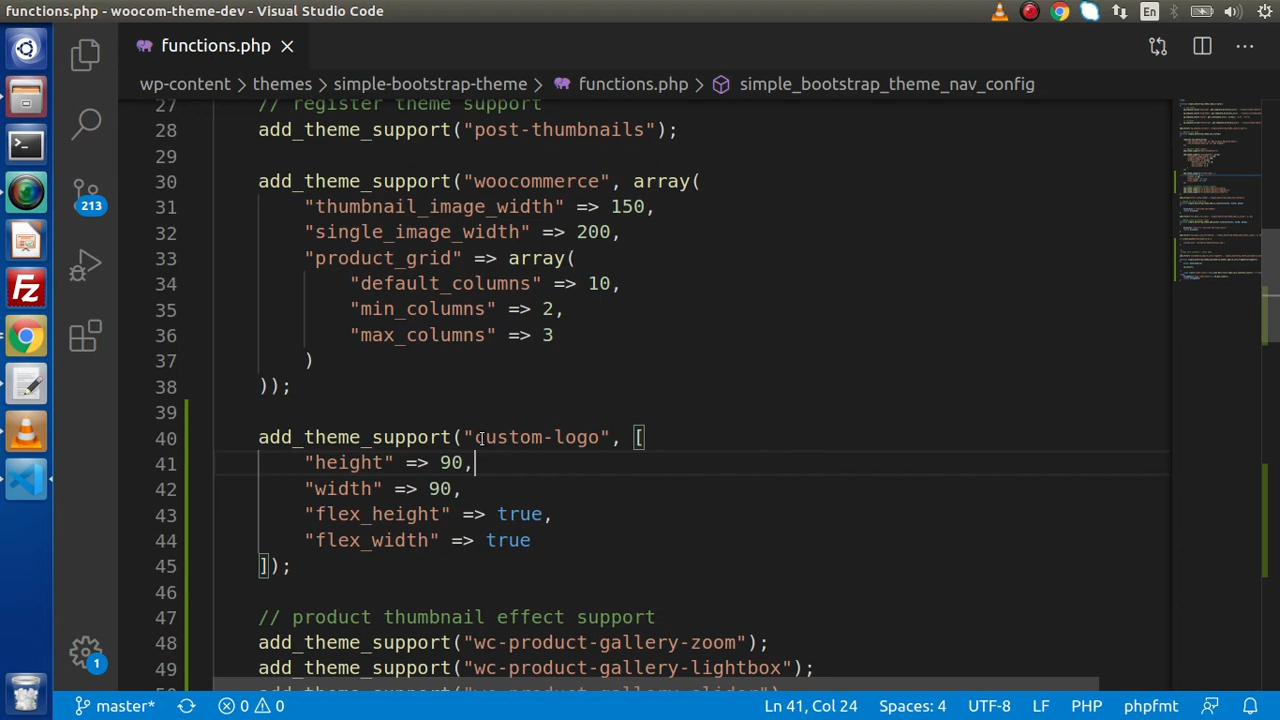 functions.php - woocom-theme-dev - Visual Studio Code
En
functions.php
wp-content > themes > simple-bootstrap-theme > functions.php > simple_bootstrap_theme_nav_config
27 // register theme support
28 add_theme_support("post-thumbnails");
29
30 add_theme_support("woocommerce", array(
31 "thumbnail_image_width" => 150,
32 "single_image_width" => 200,
33 "product_grid" => array(
34 "default_columns" => 10,
35 "min_columns" => 2,
36 "max_columns" => 3
37 )
38 ));
39
40 add_theme_support("custom-logo", [
41 "height" => 90,
42 "width" => 90,
43 "flex_height" => true,
44 "flex_width" => true
45 ]);
46
47 // product thumbnail effect support
48 add_theme_support("wc-product-gallery-zoom");
49 add_theme_support("wc-product-gallery-lightbox");
213
1
Fz
master* 0 0 Ln 41, Col 24 Spaces: 4 UTF-8 LF PHP phpfmt